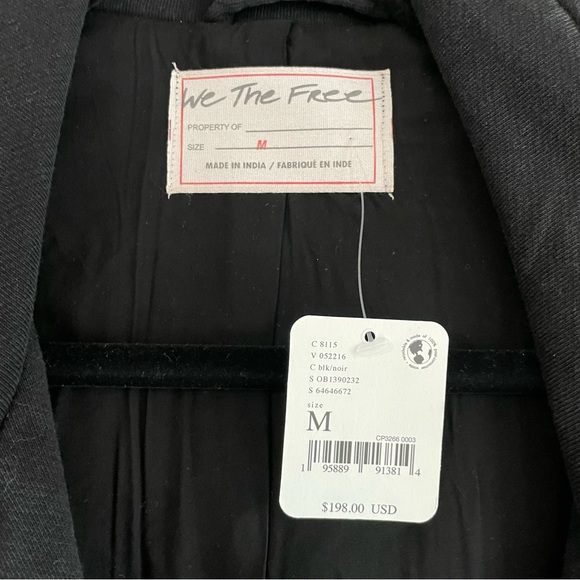 We The Free
PROPERTY OF
SIZE M
MADE IN INDIA / FABRIQUÉ EN INDE
C 8115
V 052216
C blk/noir
S OB1390232
S 64646672
size
M
CP3266 0003
1 95889 91381 4
$198.00 USD